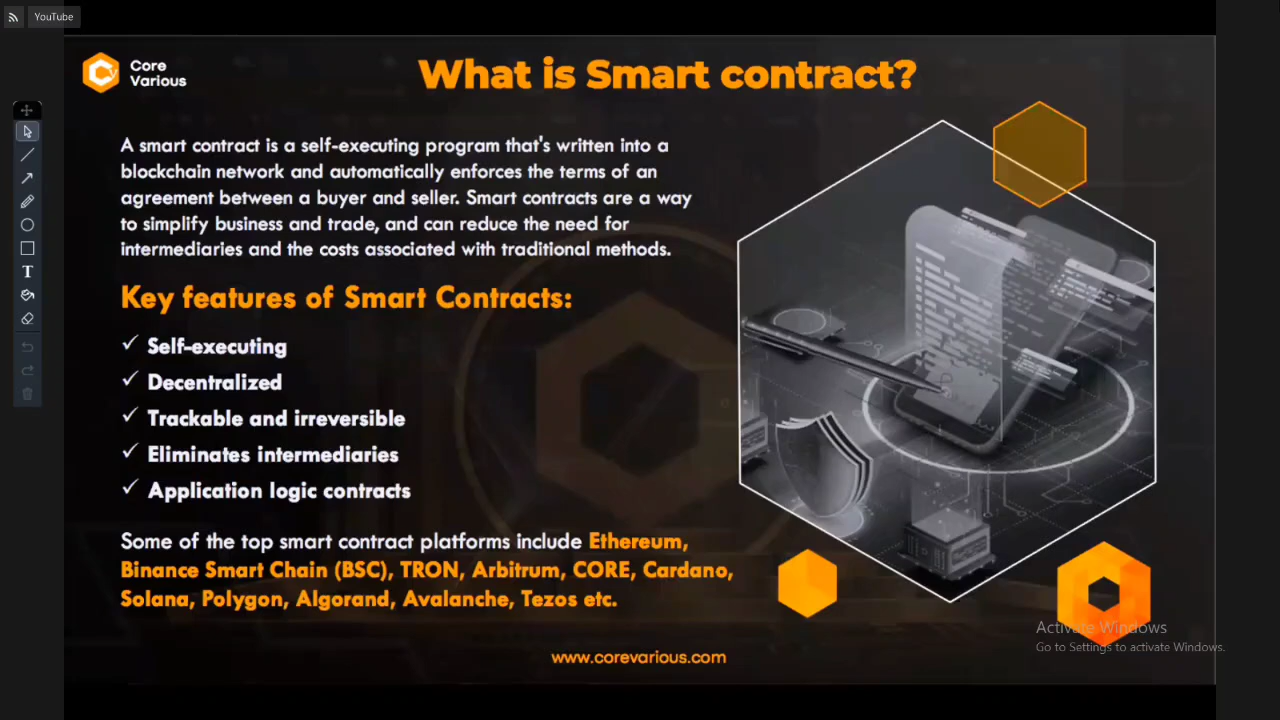 YouTube
Core
Various
What is Smart contract?
A smart contract is a self-executing program that's written into a
blockchain network and automatically enforces the terms of an
agreement between a buyer and seller. Smart contracts are a way
to simplify business and trade, and can reduce the need for
intermediaries and the costs associated with traditional methods.
Key features of Smart Contracts:
Self-executing
Decentralized
Trackable and irreversible
Eliminates intermediaries
Application logic contracts
Some of the top smart contract platforms include Ethereum,
Binance Smart Chain (BSC), TRON, Arbitrum, CORE, Cardano,
Solana, Polygon, Algorand, Avalanche, Tezos etc.
www.corevarious.com
T
Activate Windows
Go to Settings to activate Windows.